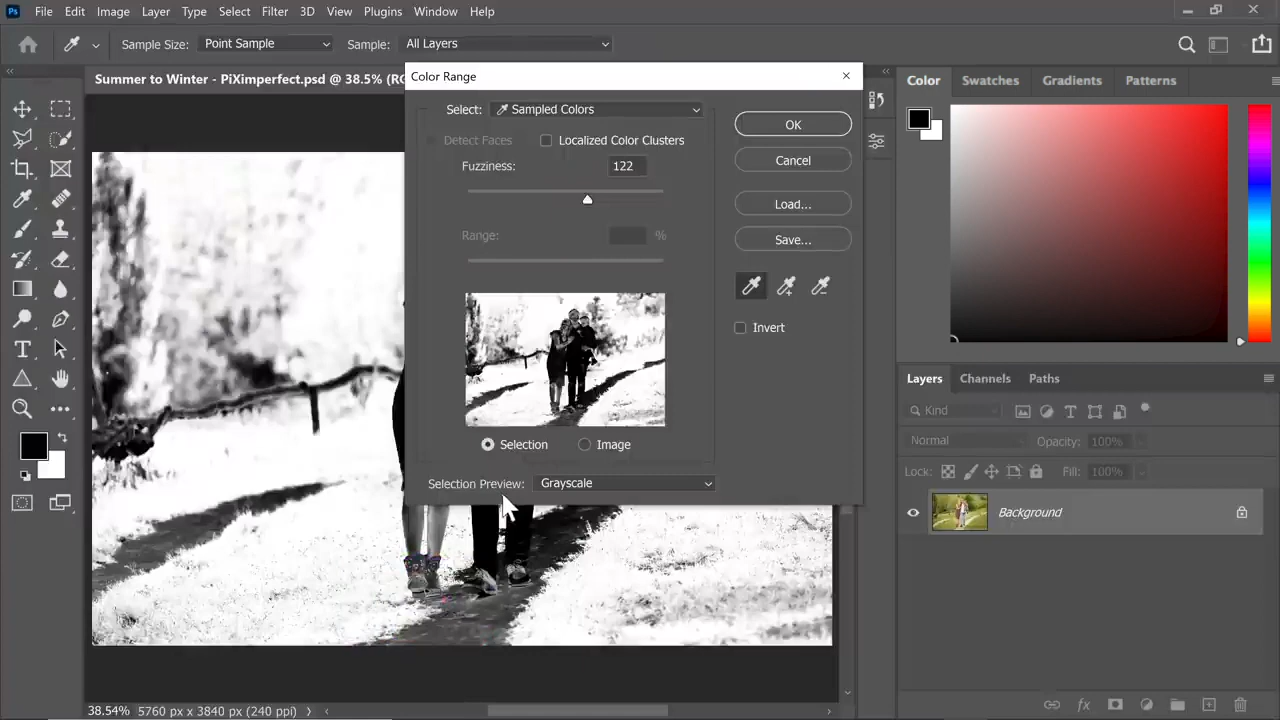 Ps File Edit Image Layer Type Select Filter 3D View Plugins Window Help
Sample Size: Point Sample Sample: All Layers
Summer to Winter - PiXimperfect.psd @ 38.5% (RG
Color Range
Select: Sampled Colors
Detect Faces Localized Color Clusters
Fuzziness: 122
Range: %
Selection Image
Selection Preview: Grayscale
OK
Cancel
Load...
Save...
Invert
Color Swatches Gradients Patterns
Layers Channels Paths
Kind
Normal Opacity: 100%
Lock: Fill: 100%
Background
38.54% 5760 px x 3840 px (240 ppi)